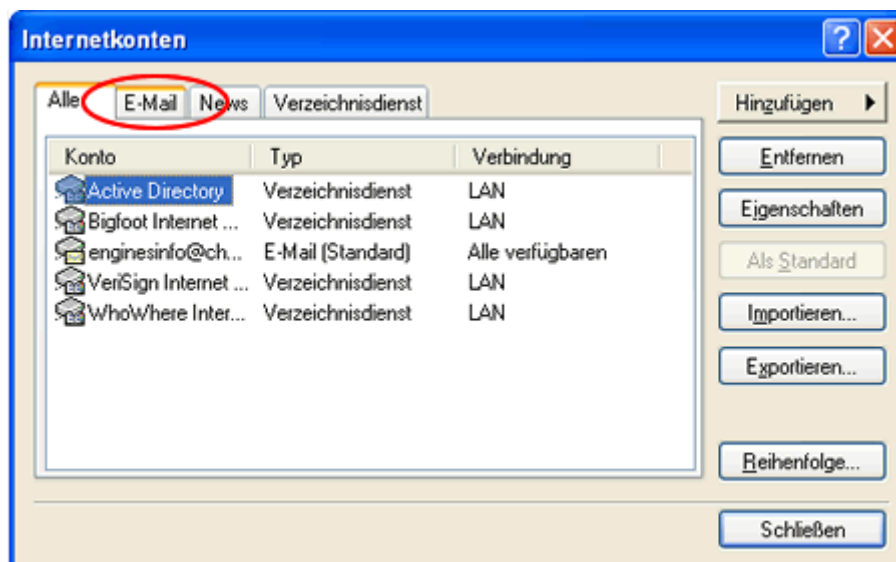 Internetkonten
Alle E-Mail News Verzeichnisdienst
Konto Typ Verbindung
Active Directory Verzeichnisdienst LAN
Bigfoot Internet ... Verzeichnisdienst LAN
enginesinfo@ch... E-Mail (Standard) Alle verfügbaren
VeriSign Internet ... Verzeichnisdienst LAN
WhoWhere Inter... Verzeichnisdienst LAN
Hinzufügen
Entfernen
Eigenschaften
Als Standard
Importieren...
Exportieren...
Reihenfolge...
Schließen